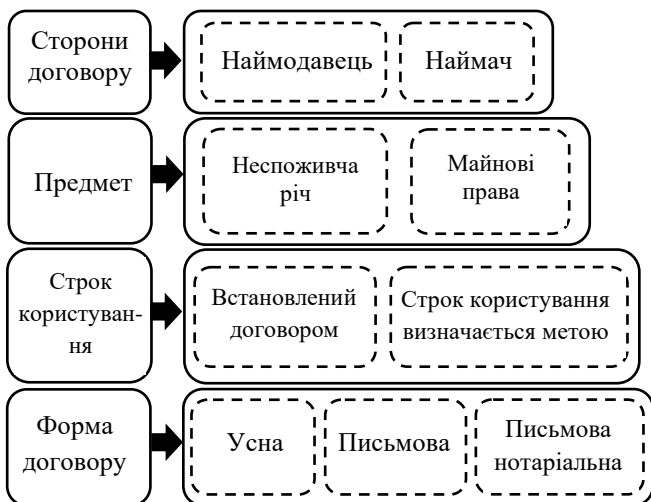 Сторони
договору
Наймодавець
Наймач
Предмет
Неспоживча
річ
Майнові
права
Строк
користуван-
ня
Встановлений
договором
Строк користування
визначається метою
Форма
договору
Усна
Письмова
Письмова
нотаріальна